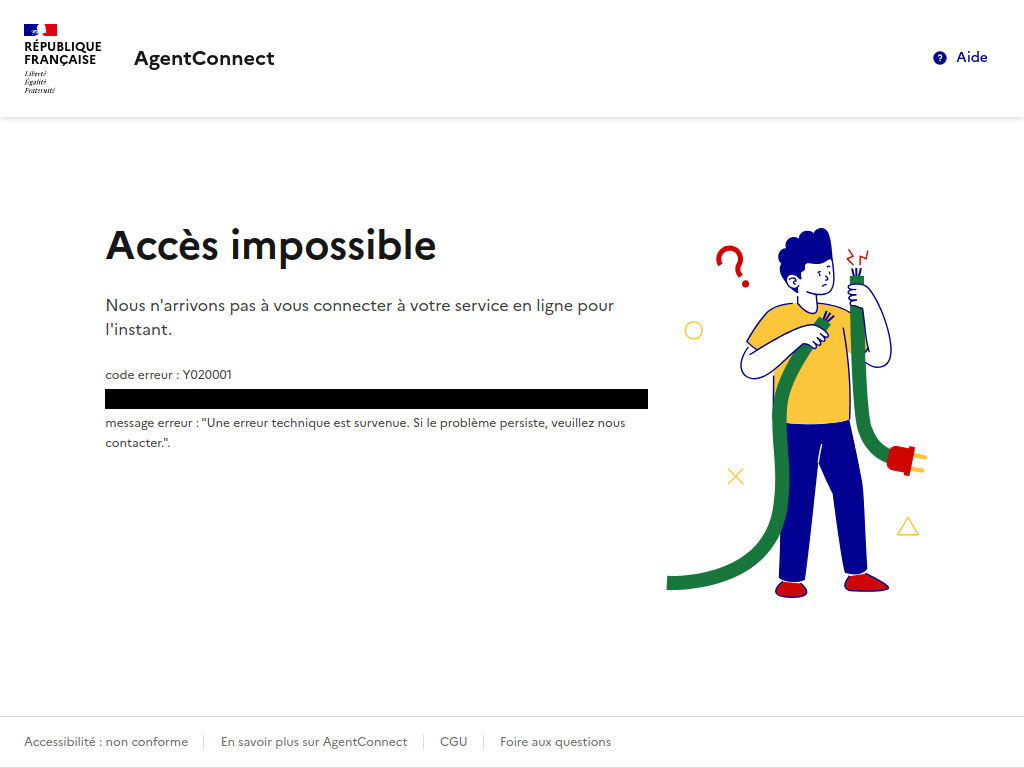 RÉPUBLIQUE
FRANÇAISE
Liberté
Égalité
Fraternité
AgentConnect
? Aide
Accès impossible
Nous n'arrivons pas à vous connecter à votre service en ligne pour
l'instant.
code erreur : Y020001
message erreur : "Une erreur technique est survenue. Si le problème persiste, veuillez nous
contacter.".
Accessibilité : non conforme
En savoir plus sur AgentConnect
CGU
Foire aux questions